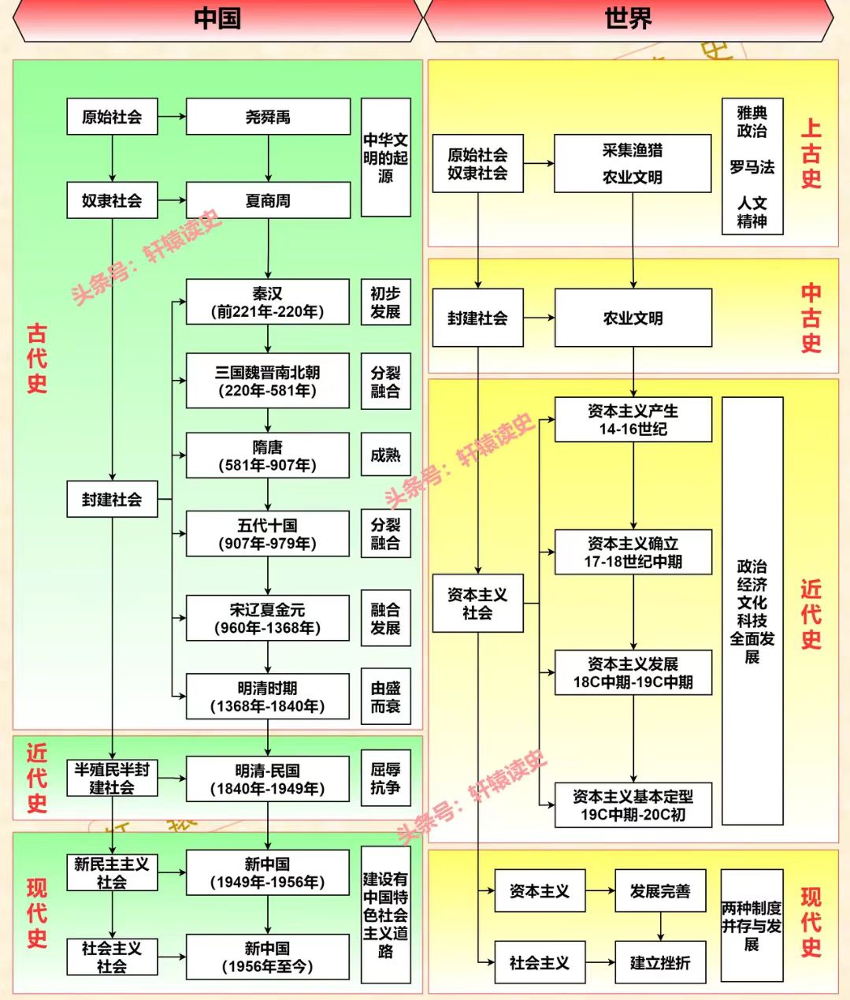 中国
世界
古代史
原始社会
尧舜禹
中华文
明的起
源
奴隶社会
夏商周
秦汉
(前221年-220年)
初步
发展
三国魏晋南北朝
(220年-581年)
分裂
融合
隋唐
(581年-907年)
成熟
封建社会
五代十国
(907年-979年)
分裂
融合
宋辽夏金元
(960年-1368年)
融合
发展
明清时期
(1368年-1840年)
由盛
而衰
近代史
半殖民半封
建社会
明清-民国
(1840年-1949年)
屈辱
抗争
现代史
新民主主义
社会
新中国
(1949年-1956年)
建设有
中国特
色社会
主义道
路
社会主义
社会
新中国
(1956年至今)
上古史
原始社会
奴隶社会
采集渔猎
农业文明
雅典
政治
罗马法
人文
精神
中古史
封建社会
农业文明
近代史
资本主义
社会
资本主义产生
14-16世纪
资本主义确立
17-18世纪中期
资本主义发展
18C中期-19C中期
资本主义基本定型
19C中期-20C初
政治
经济
文化
科技
全面发
展
现代史
资本主义
发展完善
社会主义
建立挫折
两种制度
并存与发
展
头条号：轩辕读史
头条号：轩辕读史
头条号：轩辕读史
史